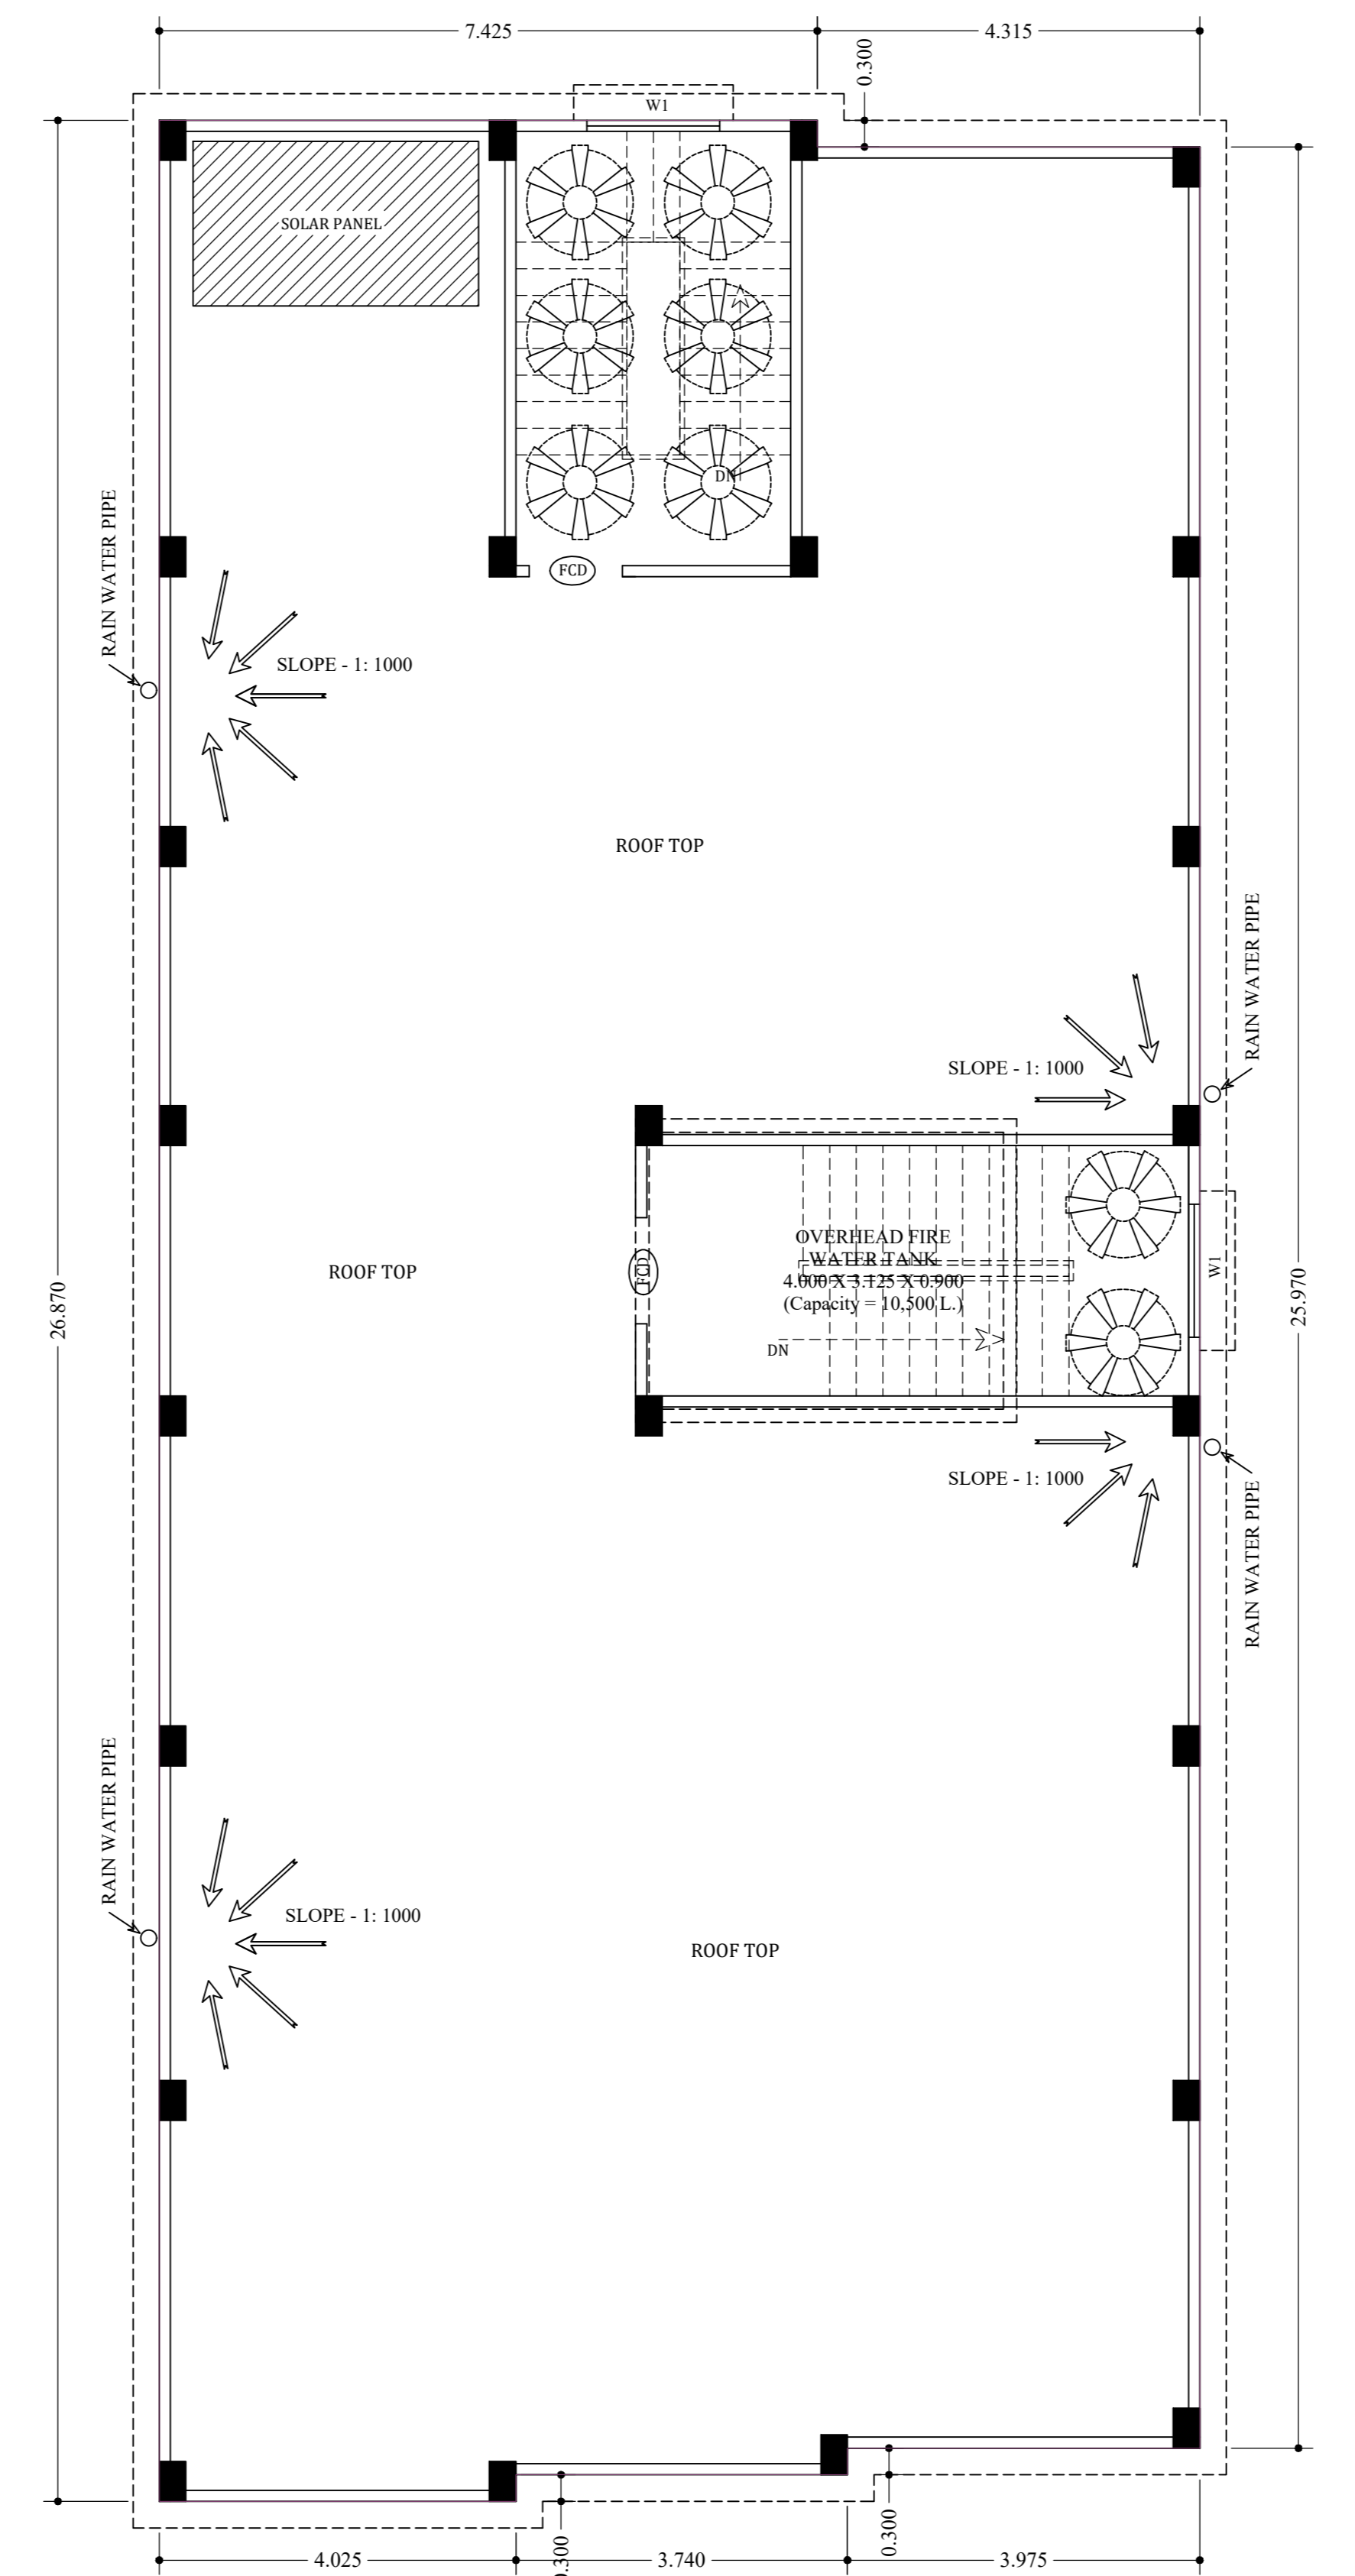 7.425
4.315
0.300
W1
SOLAR PANEL
DN
RAIN WATER PIPE
FCD
SLOPE - 1: 1000
ROOF TOP
RAIN WATER PIPE
SLOPE - 1: 1000
OVERHEAD FIRE
WATER TANK
4.000 X 3.125 X 0.900
(Capacity = 10,500 L.)
FCD
W1
ROOF TOP
26.870
25.970
DN
SLOPE - 1: 1000
RAIN WATER PIPE
RAIN WATER PIPE
SLOPE - 1: 1000
ROOF TOP
0.300
0.300
4.025
3.740
3.975